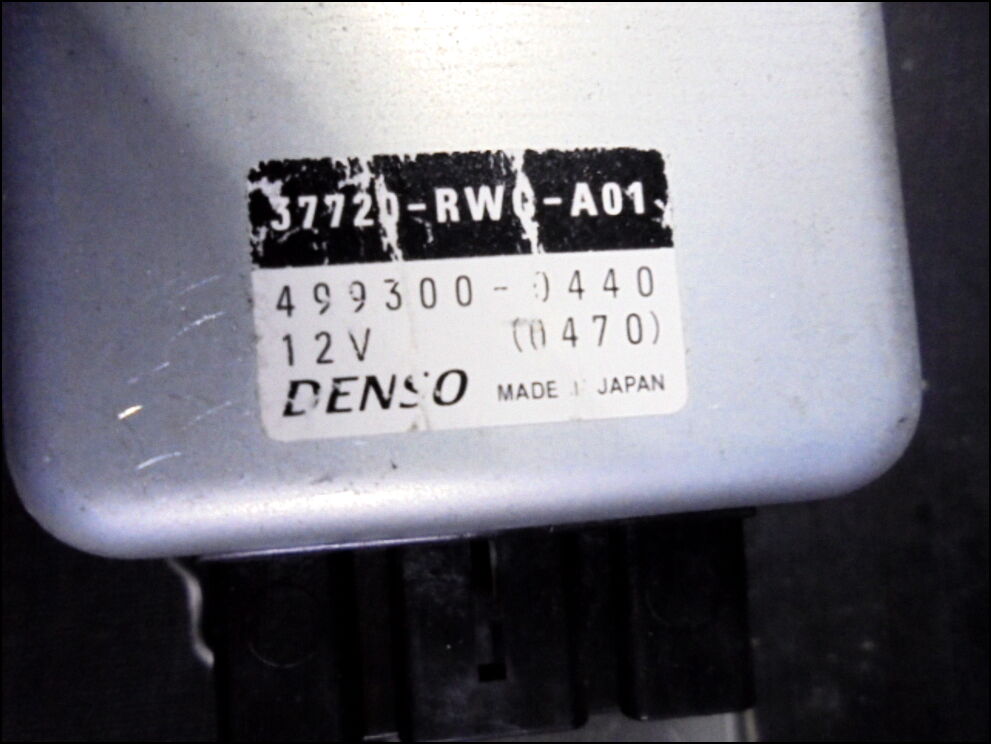 37720-RWC-A01
499300-0440
12V (0470)
DENSO MADE IN JAPAN